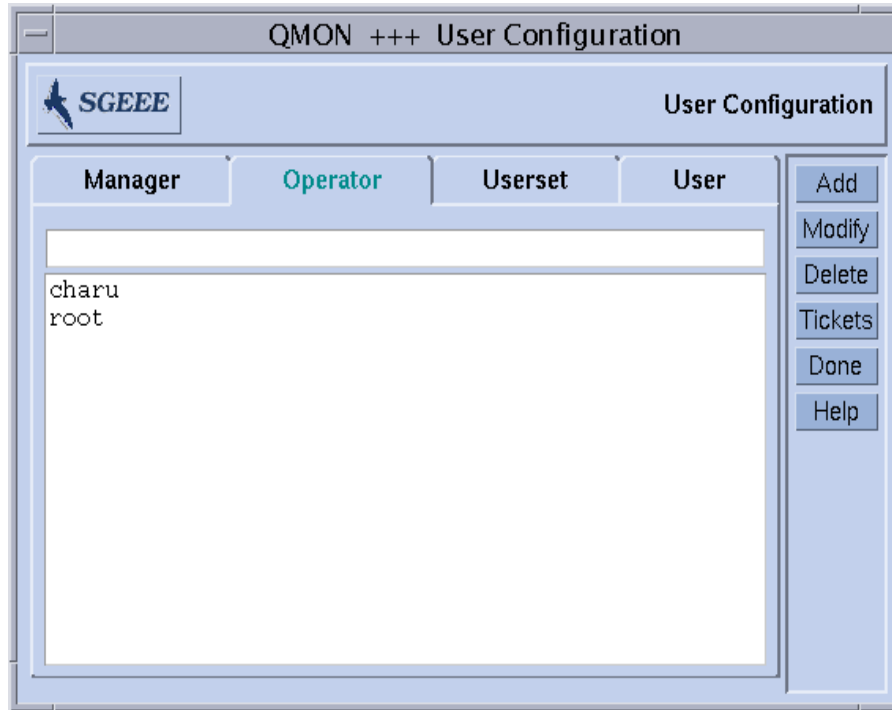 QMON +++ User Configuration
SGEEE
User Configuration
Manager Operator Userset User
charu
root
Add
Modify
Delete
Tickets
Done
Help